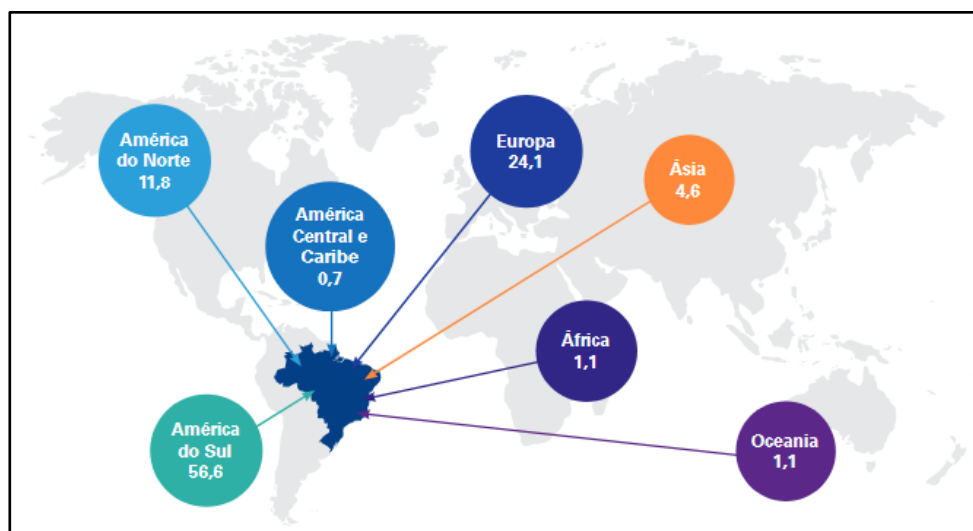 América
do Norte
11,8
América
Central e
Caribe
0,7
Europa
24,1
Ásia
4,6
África
1,1
América
do Sul
56,6
Oceania
1,1